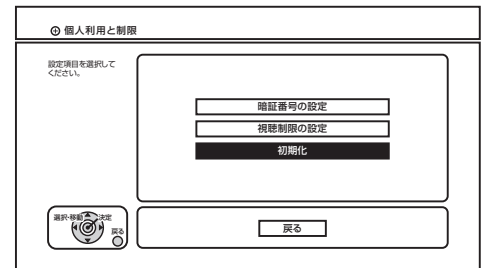 個人利用と制限
設定項目を選択して
ください。
暗証番号の設定
視聴制限の設定
初期化
選択・移動 決定
戻る
戻る